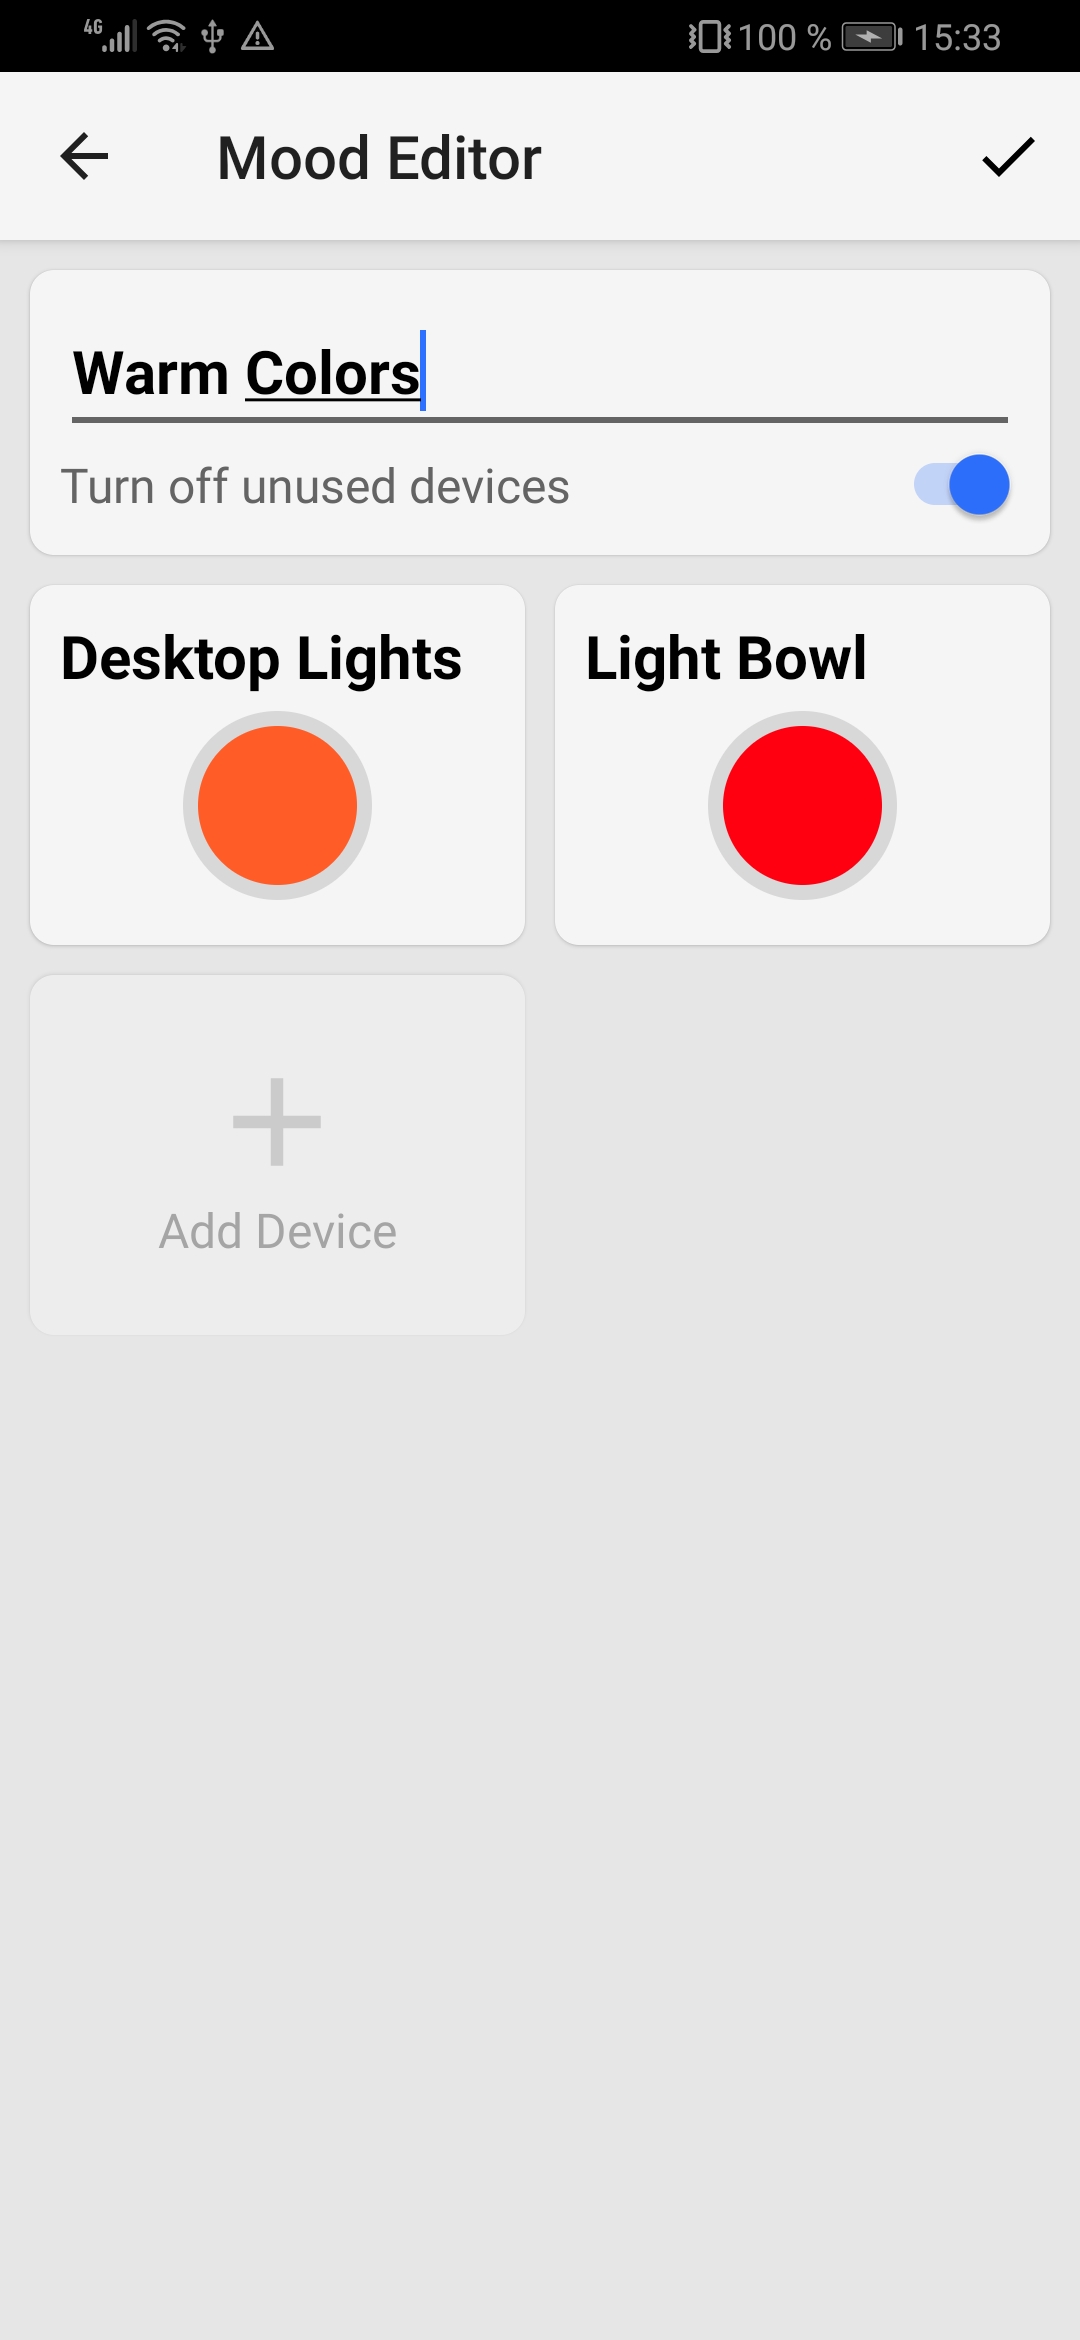 4G 100 % 15:33
Mood Editor
Warm Colors
Turn off unused devices
Desktop Lights
Light Bowl
Add Device